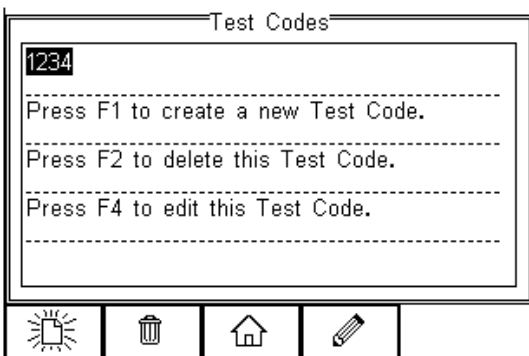 Test Codes
1234
Press F1 to create a new Test Code.
Press F2 to delete this Test Code.
Press F4 to edit this Test Code.